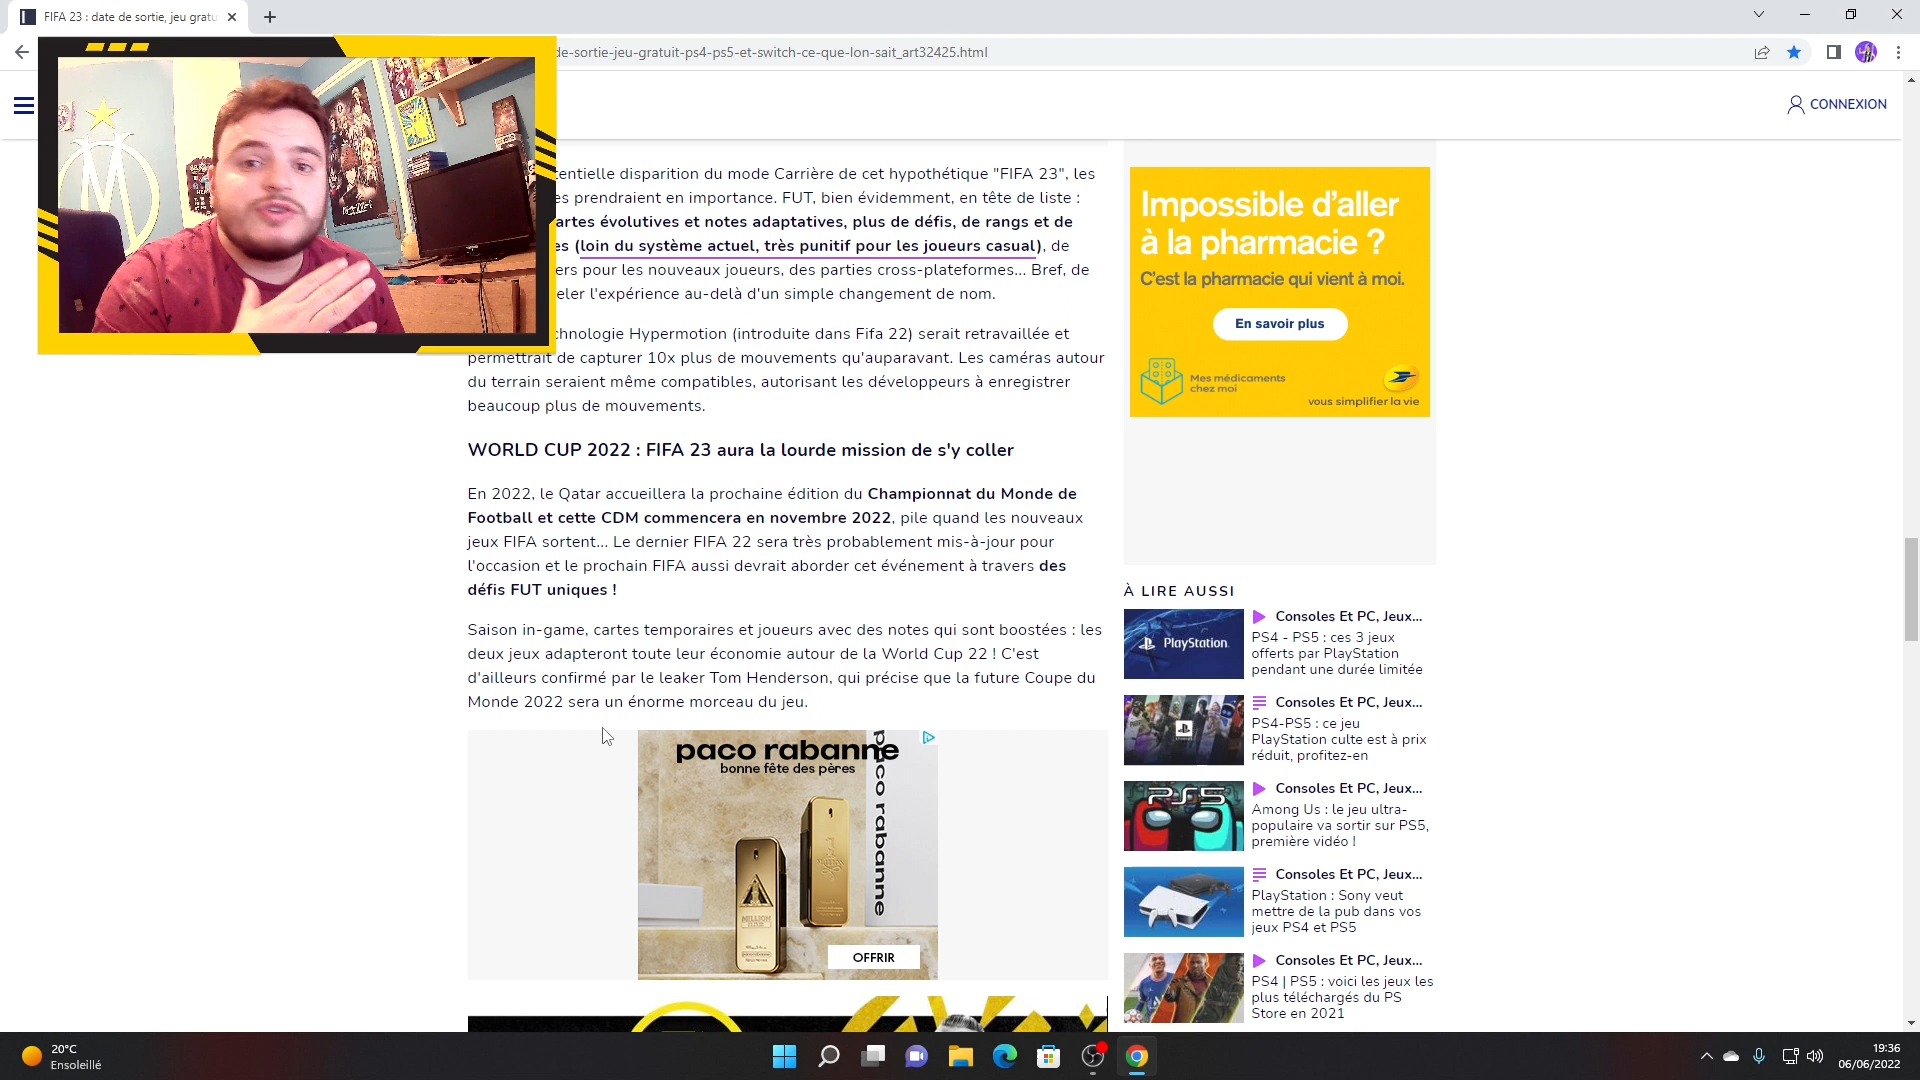 FIFA 23 : date de sortie, jeu gratu
de-sortie-jeu-gratuit-ps4-ps5-et-switch-ce-que-lon-sait_art32425.html
CONNEXION
tentielle disparition du mode Carrière de cet hypothétique "FIFA 23", les
es prendraient en importance. FUT, bien évidemment, en tête de liste :
artes évolutives et notes adaptatives, plus de défis, de rangs et de
es (loin du système actuel, très punitif pour les joueurs casual), de
ers pour les nouveaux joueurs, des parties cross-plateformes... Bref, de
eler l'expérience au-delà d'un simple changement de nom.
chnologie Hypermotion (introduite dans Fifa 22) serait retravaillée et
permettrait de capturer 10x plus de mouvements qu'auparavant. Les caméras autour
du terrain seraient même compatibles, autorisant les développeurs à enregistrer
beaucoup plus de mouvements.
WORLD CUP 2022 : FIFA 23 aura la lourde mission de s'y coller
En 2022, le Qatar accueillera la prochaine édition du Championnat du Monde de
Football et cette CDM commencera en novembre 2022, pile quand les nouveaux
jeux FIFA sortent... Le dernier FIFA 22 sera très probablement mis-à-jour pour
l'occasion et le prochain FIFA aussi devrait aborder cet événement à travers des
défis FUT uniques !
Saison in-game, cartes temporaires et joueurs avec des notes qui sont boostées : les
deux jeux adapteront toute leur économie autour de la World Cup 22 ! C'est
d'ailleurs confirmé par le leaker Tom Henderson, qui précise que la future Coupe du
Monde 2022 sera un énorme morceau du jeu.
paco rabanne
bonne fête des pères
paco rabanne
MILLION
OFFRIR
Impossible d'aller
à la pharmacie ?
C'est la pharmacie qui vient à moi.
En savoir plus
Mes médicaments
chez moi
vous simplifier la vie
À LIRE AUSSI
PlayStation.
Consoles Et PC, Jeux...
PS4 - PS5 : ces 3 jeux
offerts par PlayStation
pendant une durée limitée
Consoles Et PC, Jeux...
PS4-PS5 : ce jeu
PlayStation culte est à prix
réduit, profitez-en
PS5
Consoles Et PC, Jeux...
Among Us : le jeu ultra-
populaire va sortir sur PS5,
première vidéo !
Consoles Et PC, Jeux...
PlayStation : Sony veut
mettre de la pub dans vos
jeux PS4 et PS5
Consoles Et PC, Jeux...
PS4 | PS5 : voici les jeux les
plus téléchargés du PS
Store en 2021
20°C
Ensoleillé
19:36
06/06/2022